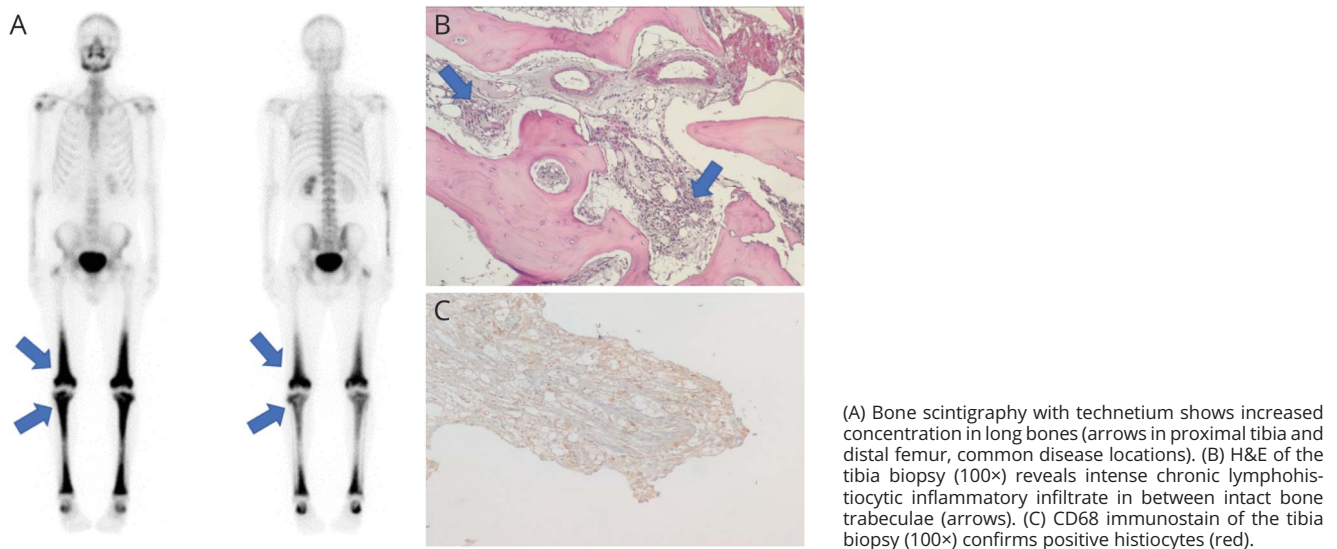 A
B
C
(A) Bone scintigraphy with technetium shows increased
concentration in long bones (arrows in proximal tibia and
distal femur, common disease locations). (B) H&E of the
tibia biopsy (100×) reveals intense chronic lymphohis-
tiocytic inflammatory infiltrate in between intact bone
trabeculae (arrows). (C) CD68 immunostain of the tibia
biopsy (100×) confirms positive histiocytes (red).